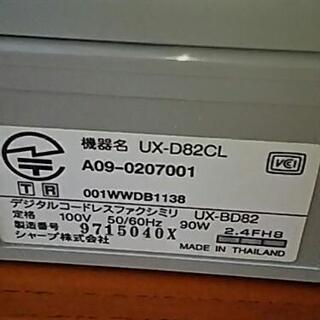 機器名 UX-D82CL
A09-0207001
VCI
T R 001WWDB1138
デジタルコードレスファクシミリ UX-BD82
定格 100V 50/60Hz 90W 2.4FH8
製造番号 9715040X
シャープ株式会社 MADE IN THAILAND